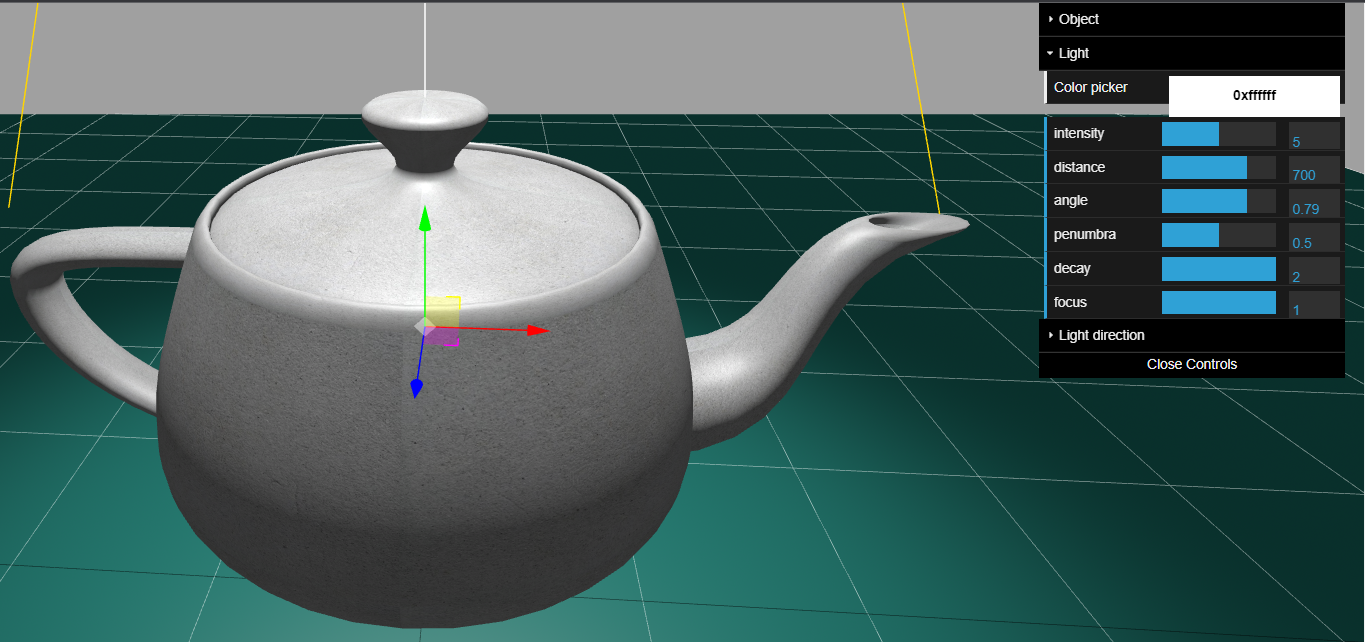 Object
Light
Color picker 0xffffff
intensity 5
distance 700
angle 0.79
penumbra 0.5
decay 2
focus 1
Light direction
Close Controls